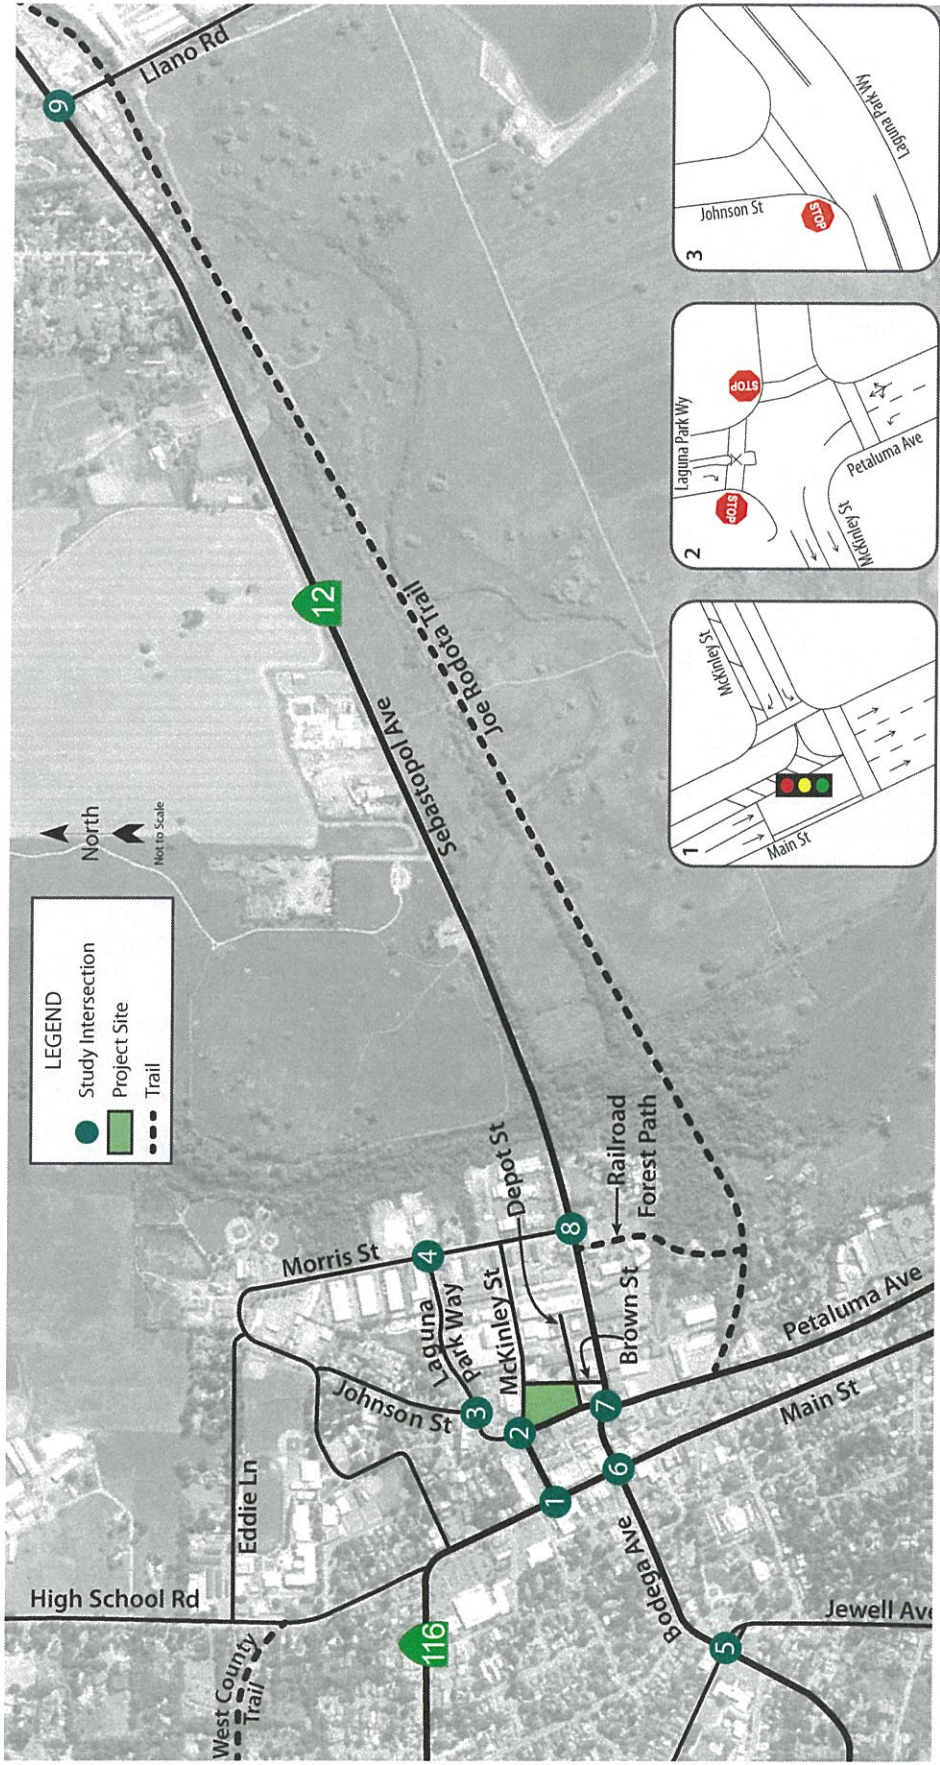 LEGEND
Study Intersection
Project Site
Trail
North
Not to Scale
West County
Trail
High School Rd
116
Eddie Ln
Johnson St
Morris St
Laguna
Park Way
McKinley St
Depot St
Railroad
Forest Path
Brown St
Bodega Ave
Jewell Ave
Main St
Petaluma Ave
Sebastopol Ave
12
Joe Rodota Trail
Llano Rd
1
2
3
4
5
6
7
8
9
1
McKinley St
Main St
2
Laguna Park Wy
STOP
STOP
McKinley St
Petaluma Ave
3
Johnson St
STOP
Laguna Park Wy